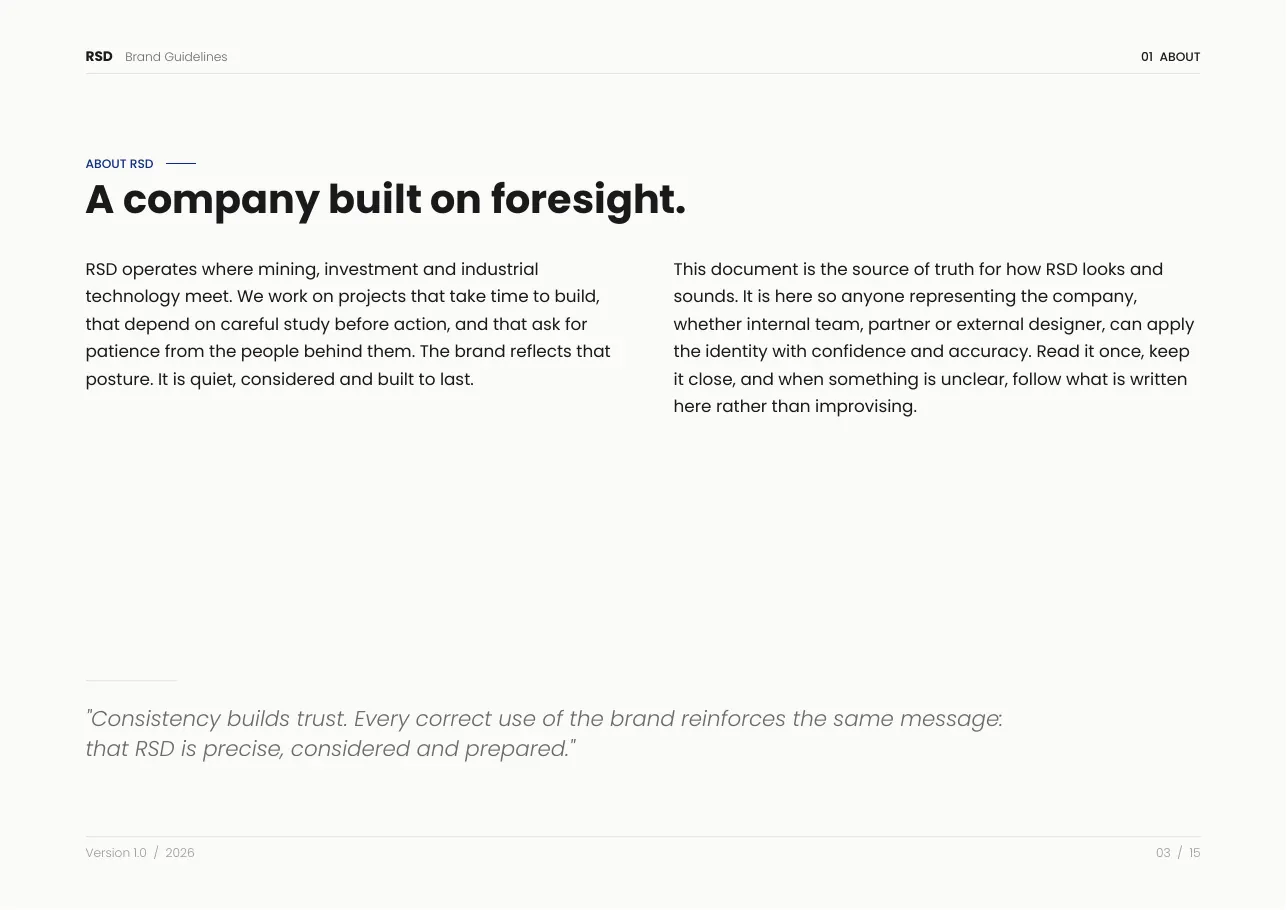 RSD Brand Guidelines
01 ABOUT
ABOUT RSD
A company built on foresight.
RSD operates where mining, investment and industrial
technology meet. We work on projects that take time to build,
that depend on careful study before action, and that ask for
patience from the people behind them. The brand reflects that
posture. It is quiet, considered and built to last.
This document is the source of truth for how RSD looks and
sounds. It is here so anyone representing the company,
whether internal team, partner or external designer, can apply
the identity with confidence and accuracy. Read it once, keep
it close, and when something is unclear, follow what is written
here rather than improvising.
"Consistency builds trust. Every correct use of the brand reinforces the same message:
that RSD is precise, considered and prepared."
Version 1.0 / 2026
03 / 15